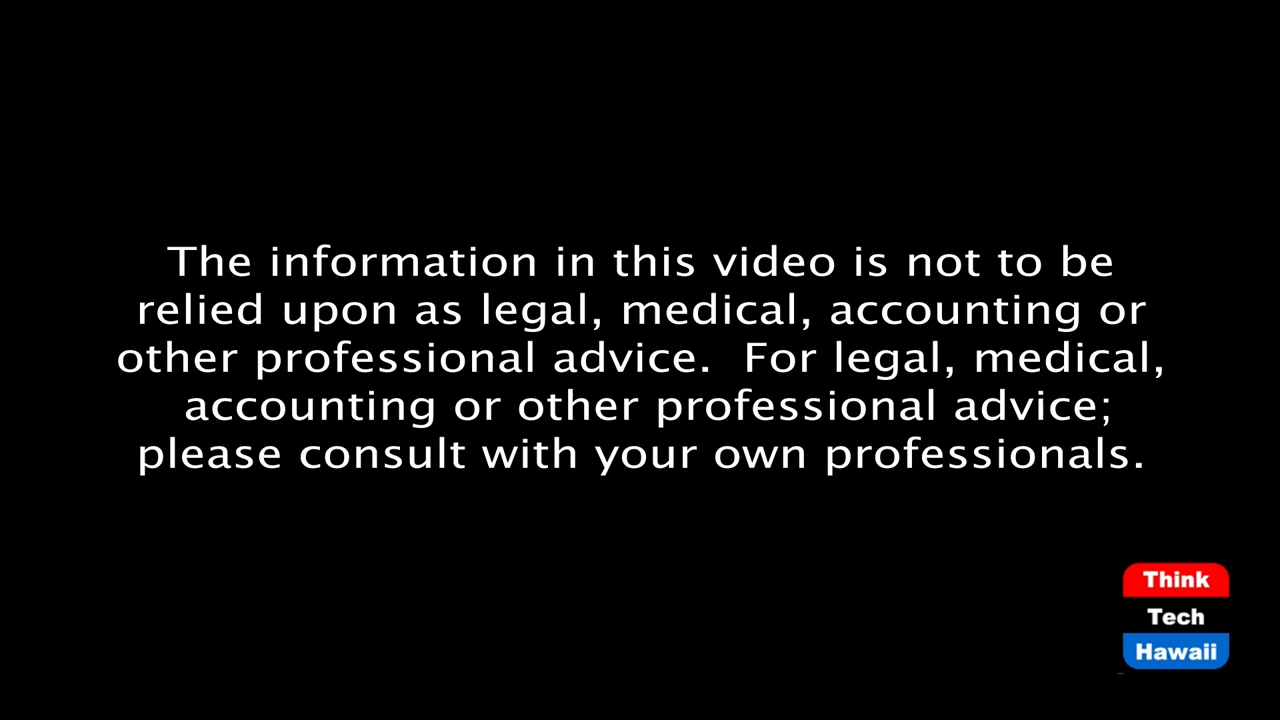 The information in this video is not to be
relied upon as legal, medical, accounting or
other professional advice.  For legal, medical,
accounting or other professional advice;
please consult with your own professionals.
Think
Tech
Hawaii